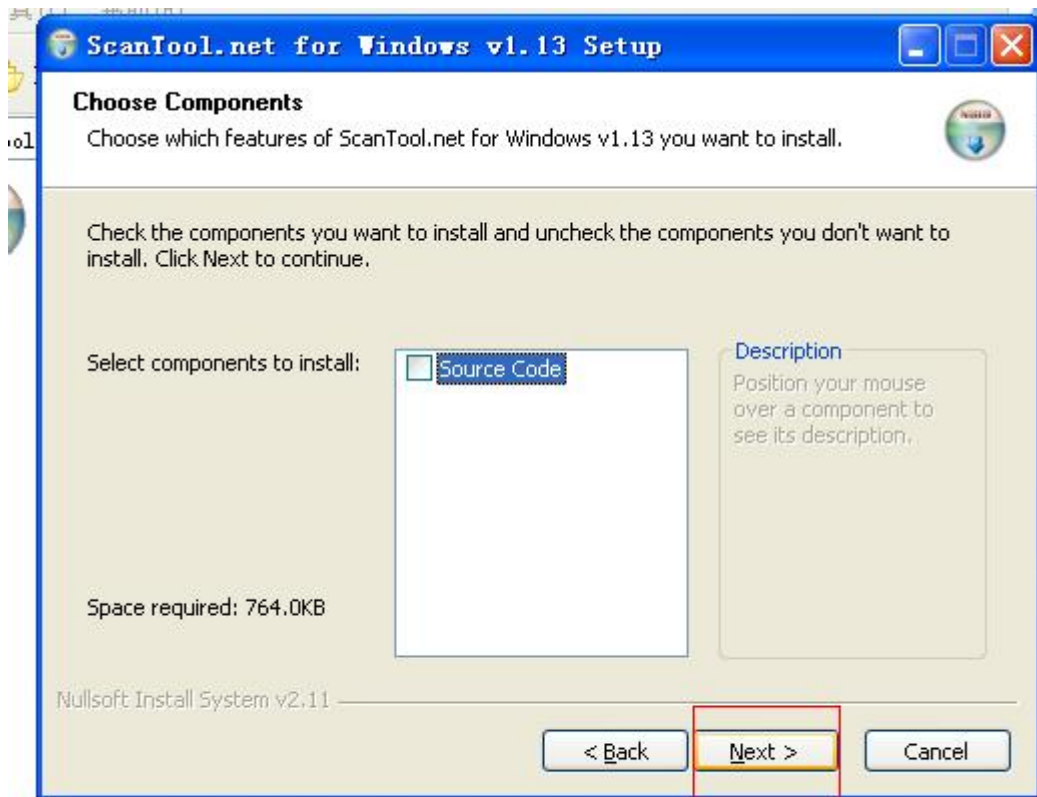 ScanTool.net for Windows v1.13 Setup
Choose Components
Choose which features of ScanTool.net for Windows v1.13 you want to install.
Check the components you want to install and uncheck the components you don't want to
install. Click Next to continue.
Select components to install:
Source Code
Description
Position your mouse
over a component to
see its description.
Space required: 764.0KB
Nullsoft Install System v2.11
< Back
Next >
Cancel